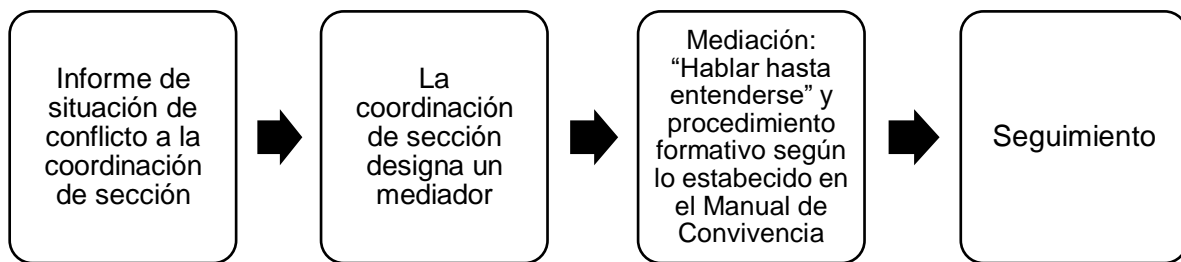 Informe de
situación de
conflicto a la
coordinación
de sección
La
coordinación
de sección
designa un
mediador
Mediación:
“Hablar hasta
entenderse” y
procedimiento
formativo según
lo estabecido en
el Manual de
Convivencia
Seguimiento